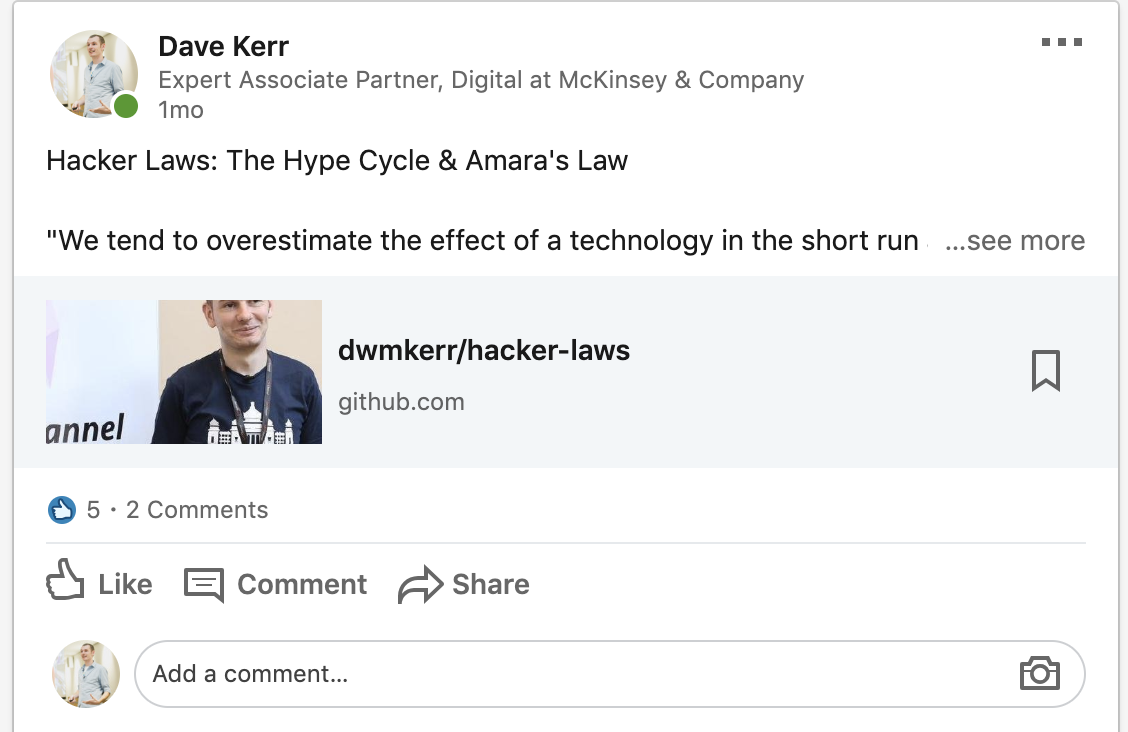 Dave Kerr
Expert Associate Partner, Digital at McKinsey & Company
1mo
Hacker Laws: The Hype Cycle & Amara's Law
"We tend to overestimate the effect of a technology in the short run ...see more
annel
dwmkerr/hacker-laws
github.com
5 · 2 Comments
Like Comment Share
Add a comment...